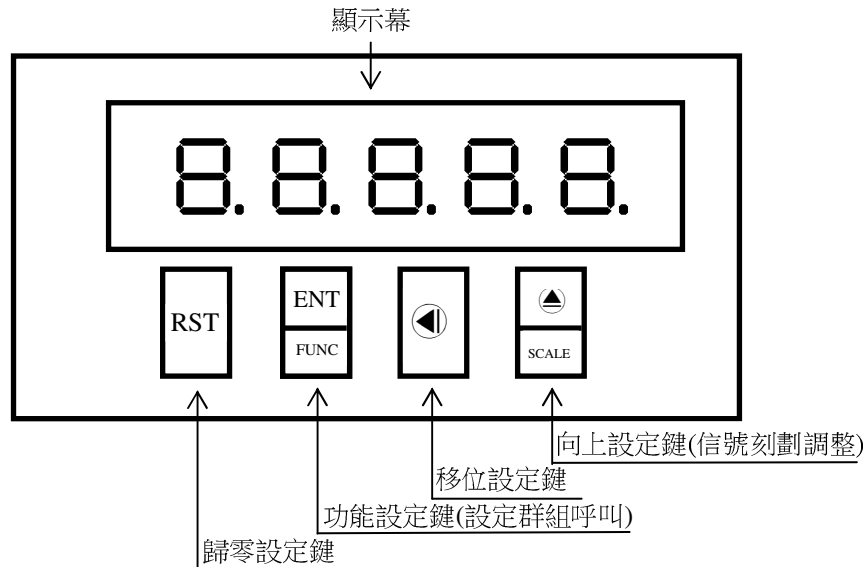 顯示幕
8.8.8.8.8.
RST
ENT
FUNC
SCALE
向上設定鍵(信號刻劃調整)
移位設定鍵
功能設定鍵(設定群組呼叫)
歸零設定鍵